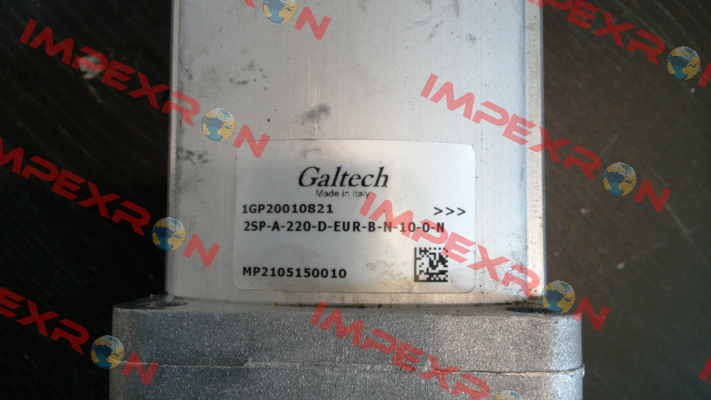 IMPEXRON
IMPEXRON
IMPEXRON
IMPEXRON
IMPEXRON
IMPEXRON
Galtech
Made in Italy
1GP20010821 >>>
2SP-A-220-D-EUR-B-N-10-0-N
MP2105150010